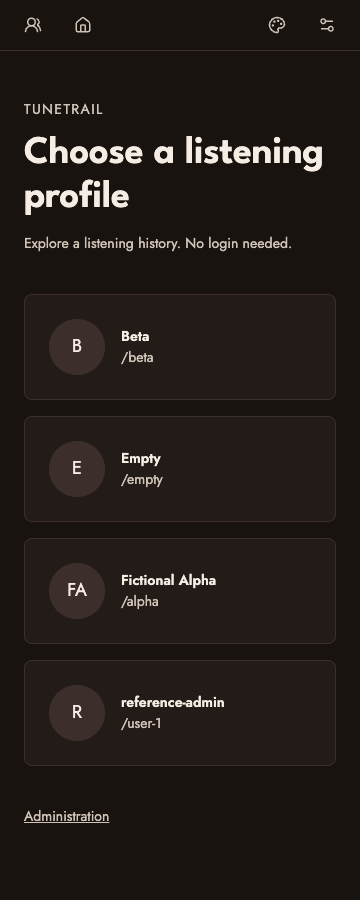 TUNETRAIL
Choose a listening
profile
Explore a listening history. No login needed.
B
Beta
/beta
E
Empty
/empty
FA
Fictional Alpha
/alpha
R
reference-admin
/user-1
Administration